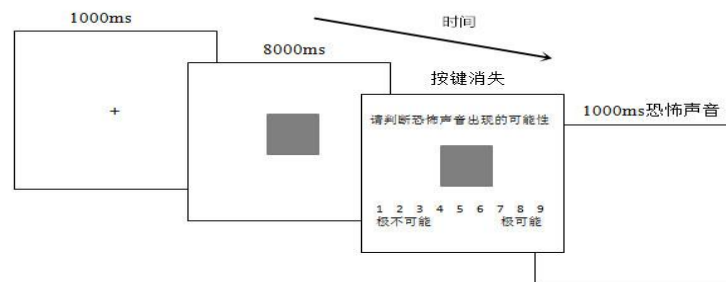 1000ms
时间
8000ms
按键消失
1000ms恐怖声音
+
请判断恐怖声音出现的可能性
1 2 3 4 5 6 7 8 9
极不可能 极可能